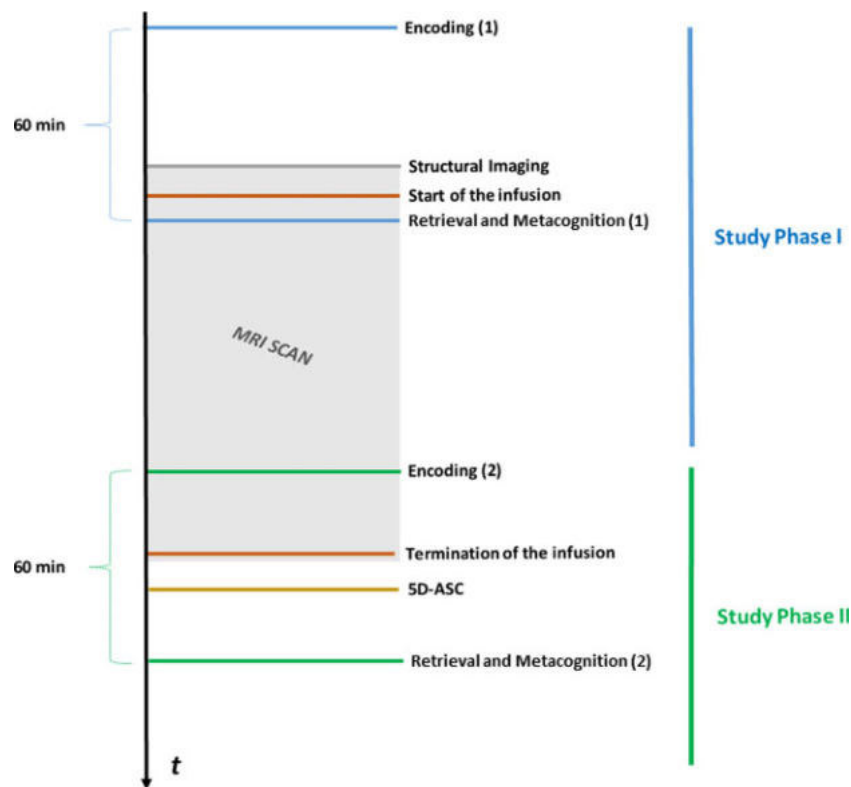 Encoding (1)
60 min
Structural Imaging
Start of the infusion
Retrieval and Metacognition (1)
Study Phase I
MRI SCAN
Encoding (2)
Termination of the infusion
60 min
5D-ASC
Study Phase II
Retrieval and Metacognition (2)
t